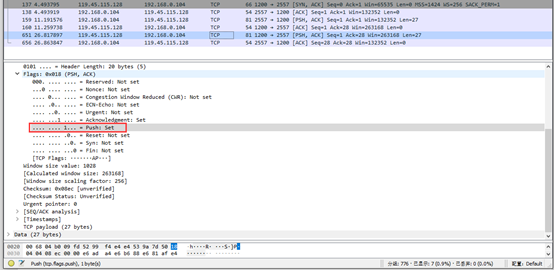 137 4.493795 119.45.115.128 192.168.0.104 TCP 66 1200 → 2557 [SYN, ACK] Seq=0 Ack=1 Win=65535 Len=0 MSS=1424 WS=256 SACK_PERM=1
138 4.493919 192.168.0.104 119.45.115.128 TCP 54 2557 → 1200 [ACK] Seq=1 Ack=1 Win=132352 Len=0
159 11.191576 192.168.0.104 119.45.115.128 TCP 81 2557 → 1200 [PSH, ACK] Seq=1 Ack=1 Win=132352 Len=27
160 11.259738 119.45.115.128 192.168.0.104 TCP 54 1200 → 2557 [ACK] Seq=1 Ack=28 Win=263168 Len=0
651 26.817897 119.45.115.128 192.168.0.104 TCP 81 1200 → 2557 [PSH, ACK] Seq=1 Ack=28 Win=263168 Len=27
656 26.863847 192.168.0.104 119.45.115.128 TCP 54 2557 → 1200 [ACK] Seq=28 Ack=28 Win=132352 Len=0
0101 .... = Header Length: 20 bytes (5)
Flags: 0x018 (PSH, ACK)
000. .... .... = Reserved: Not set
...0 .... .... = Nonce: Not set
.... 0... .... = Congestion Window Reduced (CWR): Not set
.... .0.. .... = ECN-Echo: Not set
.... ..0. .... = Urgent: Not set
.... ...1 .... = Acknowledgment: Set
.... .... 1... = Push: Set
.... .... .0.. = Reset: Not set
.... .... ..0. = Syn: Not set
.... .... ...0 = Fin: Not set
[TCP Flags: ·······AP···]
Window size value: 1028
[Calculated window size: 263168]
[Window size scaling factor: 256]
Checksum: 0x08ec [unverified]
[Checksum Status: Unverified]
Urgent pointer: 0
[SEQ/ACK analysis]
[Timestamps]
TCP payload (27 bytes)
Data (27 bytes)
0020 00 68 04 b0 09 fd 52 99 f4 e4 e4 53 9a 7d 50 18
0030 04 04 08 ec 00 00 e6 ad a4 e6 b6 88 e6 81 af e4
Push (tcp.flags.push), 1 byte(s)
分组: 776 · 已显示: 7 (0.9%) · 已丢弃: 0 (0.0%)
配置: Default